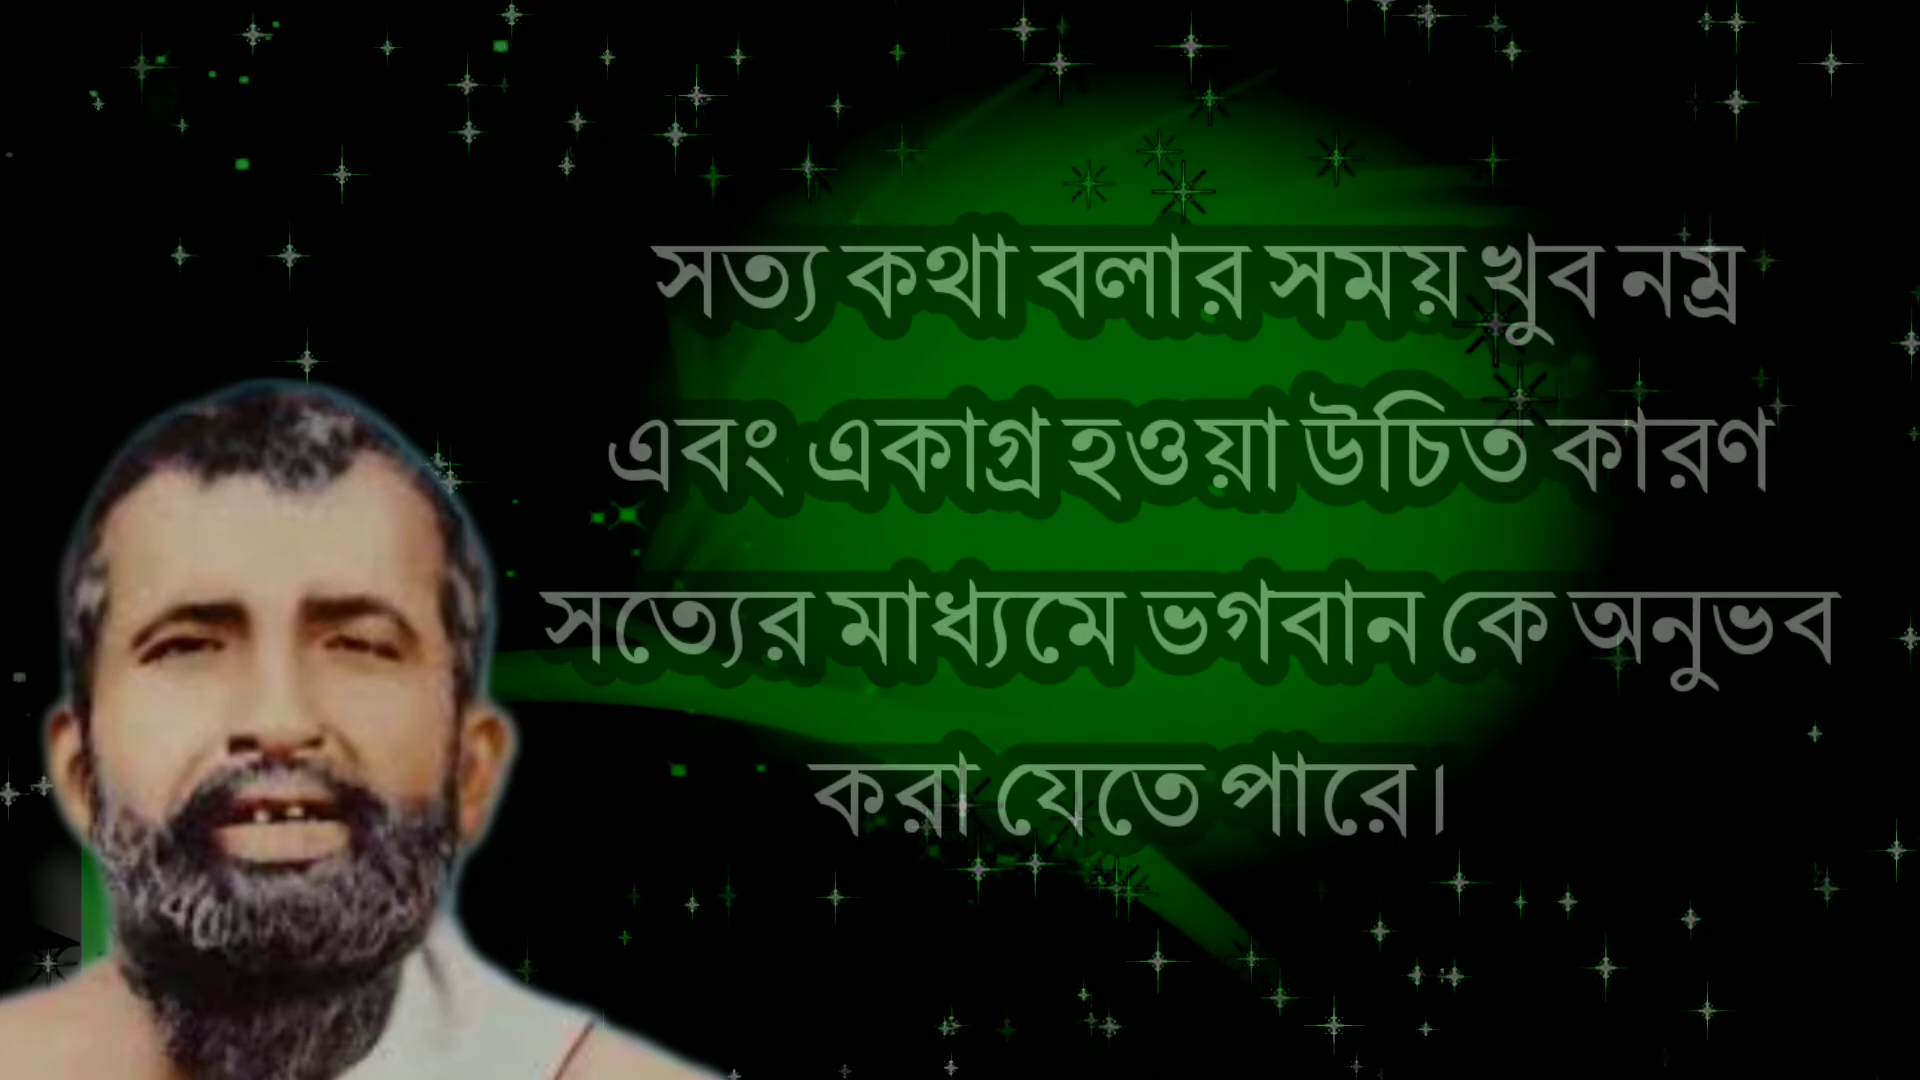 সত্য কথা বলার সময় খুব নম্র
এবং একাগ্র হওয়া উচিত কারণ
সত্যের মাধ্যমে ভগবান কে অনুভব
করা যেতে পারে।